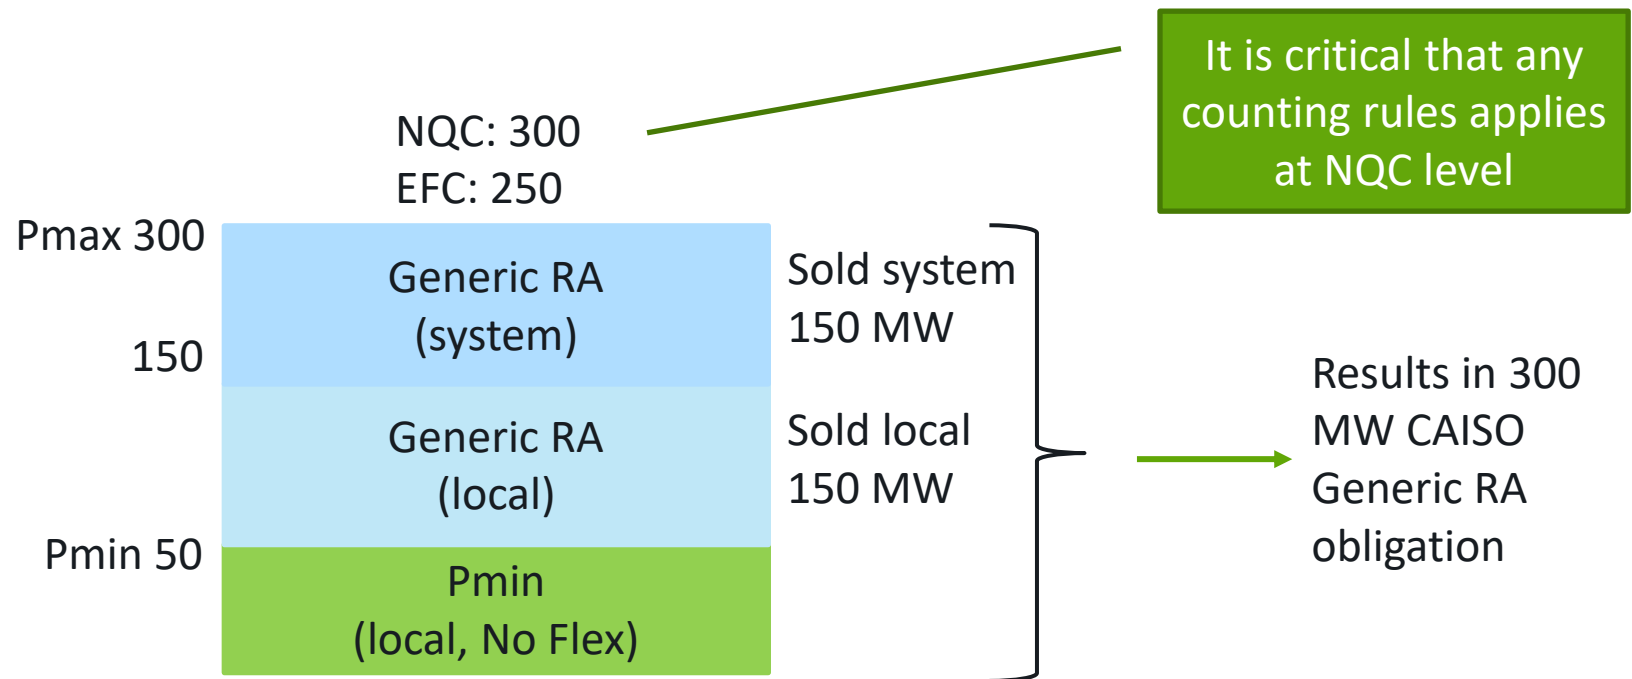 It is critical that any
counting rules applies
at NQC level
NQC: 300
EFC: 250
Pmax 300
150
Pmin 50
Generic RA
(system)
Generic RA
(local)
Pmin
(local, No Flex)
Sold system
150 MW
Sold local
150 MW
Results in 300
MW CAISO
Generic RA
obligation